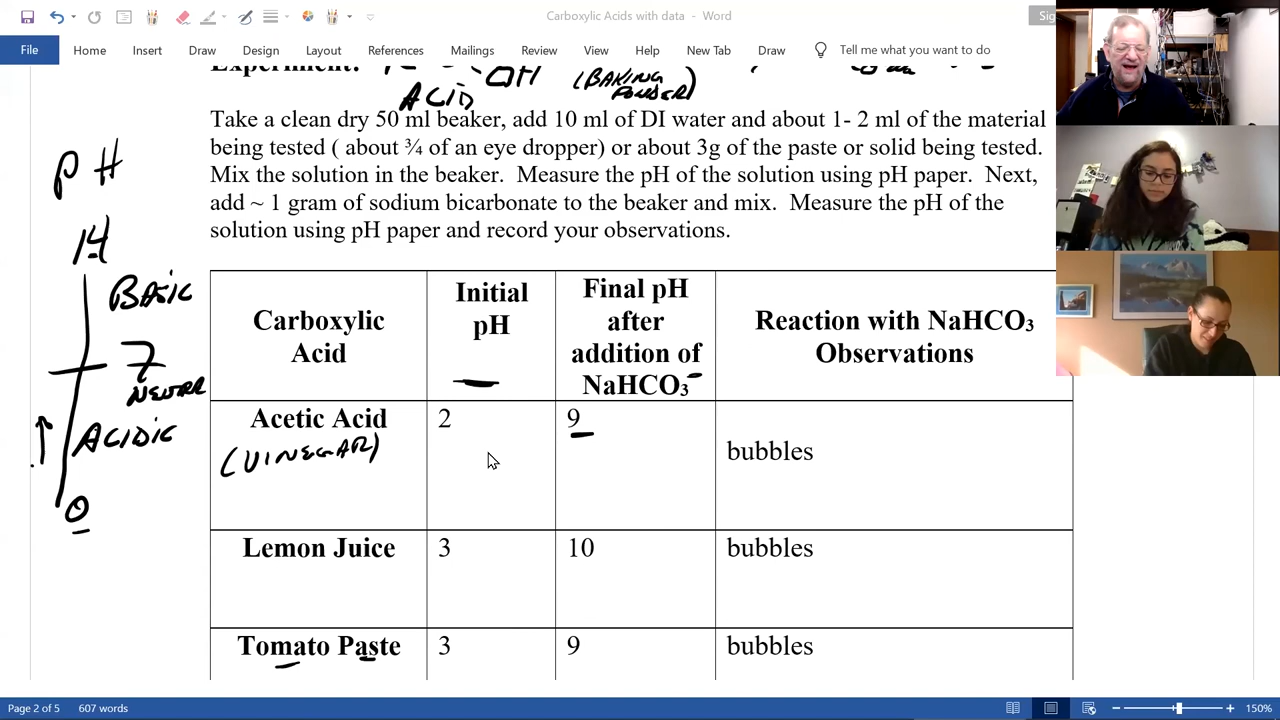 Carboxylic Acids with data - Word
File Home Insert Draw Design Layout References Mailings Review View Help New Tab Draw Tell me what you want to do
Experiment:
OH
ACID
(BAKING
POWDER)
Take a clean dry 50 ml beaker, add 10 ml of DI water and about 1- 2 ml of the material
being tested ( about ¾ of an eye dropper) or about 3g of the paste or solid being tested.
Mix the solution in the beaker. Measure the pH of the solution using pH paper. Next,
add ~ 1 gram of sodium bicarbonate to the beaker and mix. Measure the pH of the
solution using pH paper and record your observations.
pH
14
BASIC
7
NEUTR
ACIDIC
0
Carboxylic
Acid
Initial
pH
Final pH
after
addition of
NaHCO₃
Reaction with NaHCO₃
Observations
Acetic Acid 2 9
(VINEGAR)
bubbles
Lemon Juice 3 10 bubbles
Tomato Paste 3 9 bubbles
Page 2 of 5 607 words 150%